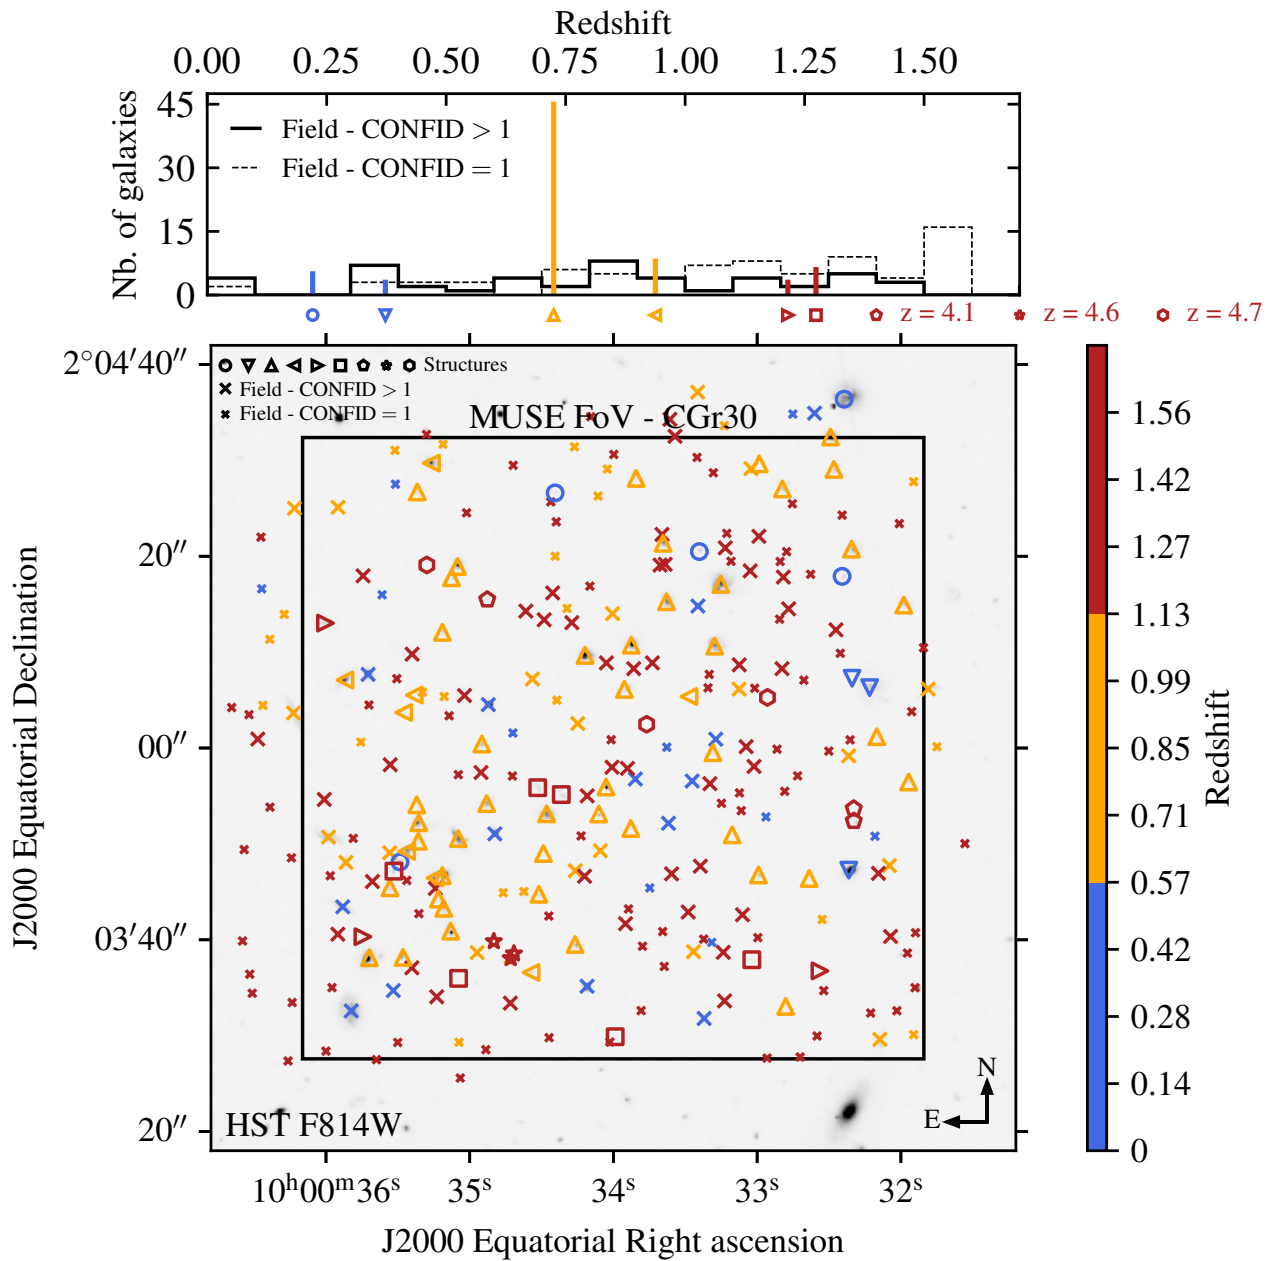 Redshift
0.00 0.25 0.50 0.75 1.00 1.25 1.50
Nb. of galaxies
45
30
15
0
Field - CONFID > 1
Field - CONFID = 1
z = 4.1 z = 4.6 z = 4.7
2°04′40″
20″
00″
03′40″
20″
J2000 Equatorial Declination
Structures
Field - CONFID > 1
Field - CONFID = 1
MUSE FoV - CGr30
HST F814W
N
E
10ʰ00ᵐ36ˢ 35ˢ 34ˢ 33ˢ 32ˢ
J2000 Equatorial Right ascension
1.56
1.42
1.27
1.13
0.99
0.85
0.71
0.57
0.42
0.28
0.14
0
Redshift